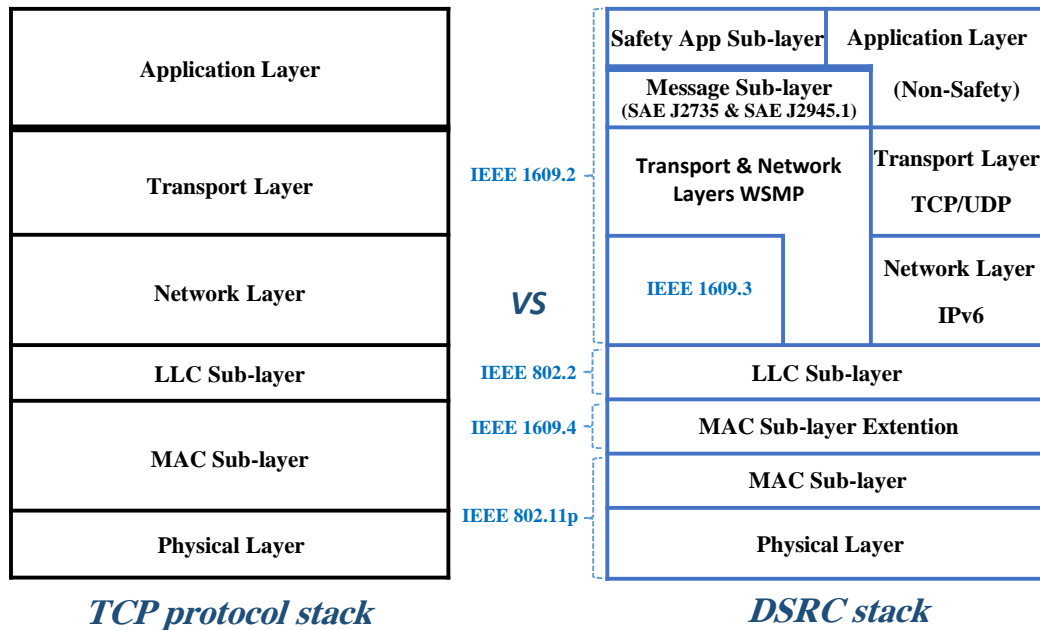 Application Layer
Transport Layer
Network Layer
LLC Sub-layer
MAC Sub-layer
Physical Layer
TCP protocol stack
VS
IEEE 1609.2
IEEE 802.2
IEEE 1609.4
IEEE 802.11p
Safety App Sub-layer
Application Layer
(Non-Safety)
Message Sub-layer
(SAE J2735 & SAE J2945.1)
Transport & Network
Layers WSMP
Transport Layer
TCP/UDP
IEEE 1609.3
Network Layer
IPv6
LLC Sub-layer
MAC Sub-layer Extention
MAC Sub-layer
Physical Layer
DSRC stack